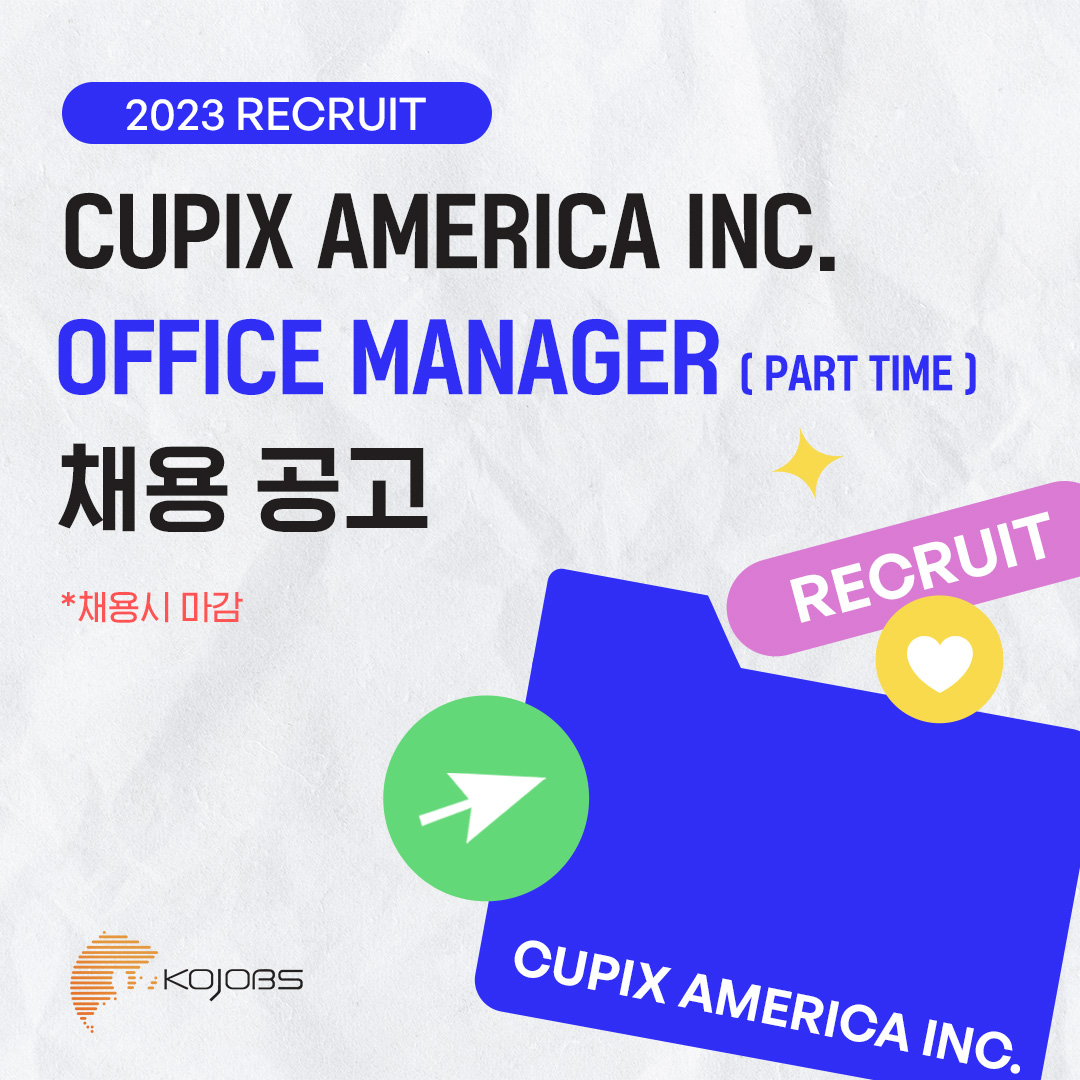 2023 RECRUIT
CUPIX AMERICA INC.
OFFICE MANAGER ( PART TIME )
채용 공고
*채용시 마감
RECRUIT
CUPIX AMERICA INC.
KOJOBS